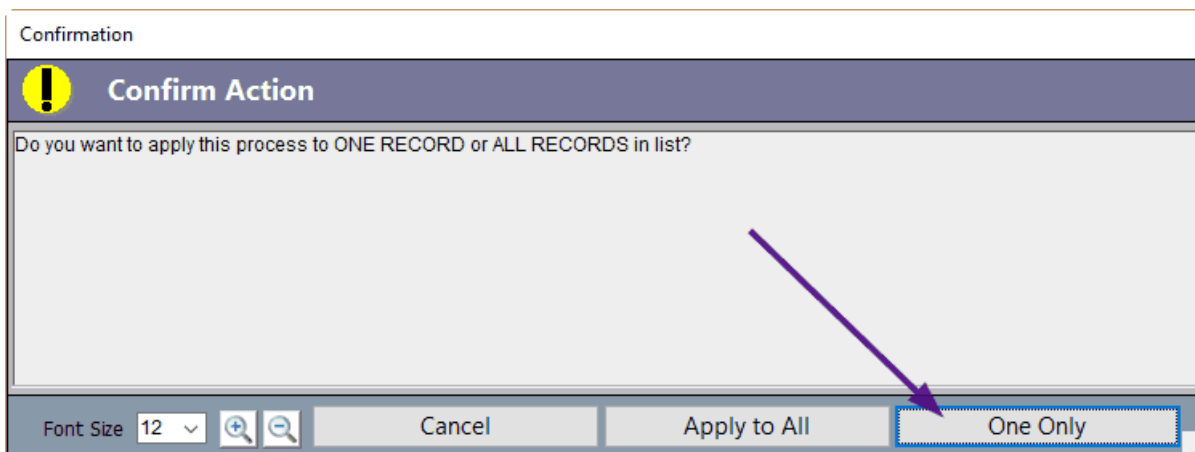 Confirmation
Confirm Action
Do you want to apply this process to ONE RECORD or ALL RECORDS in list?
Font Size 12 Cancel Apply to All One Only